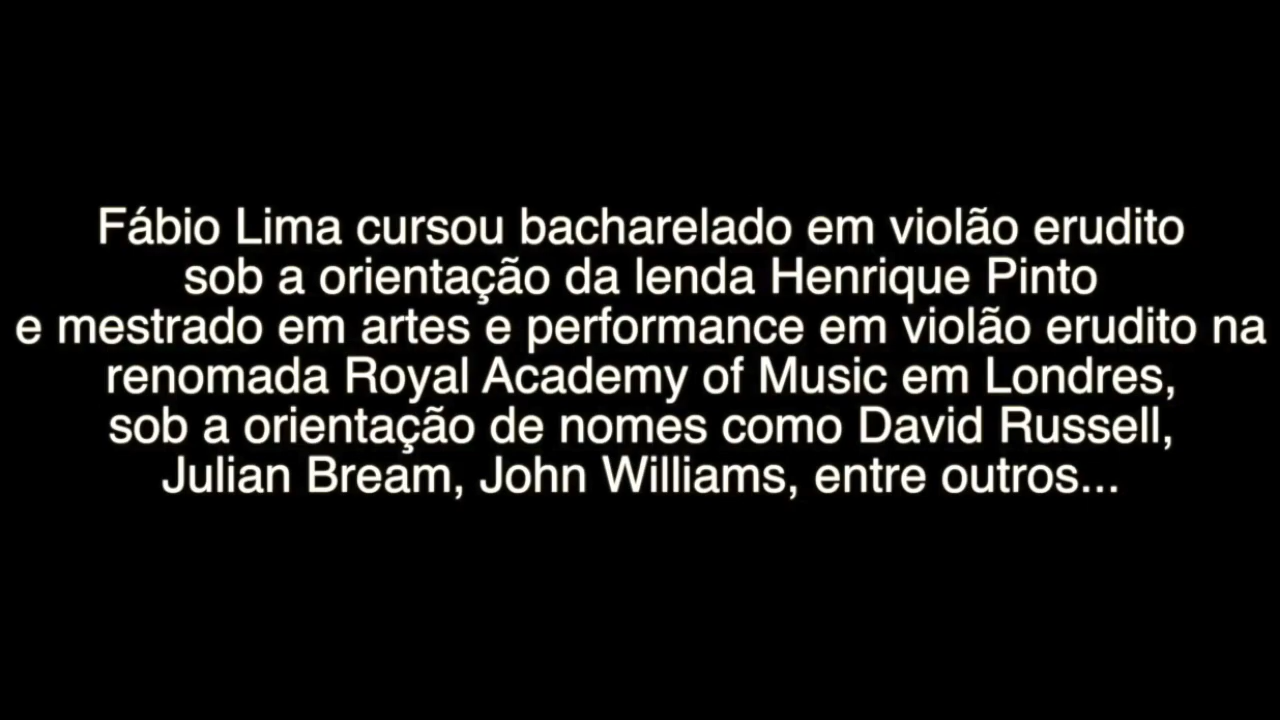 Fábio Lima cursou bacharelado em violão erudito
sob a orientação da lenda Henrique Pinto
e mestrado em artes e performance em violão erudito na
renomada Royal Academy of Music em Londres,
sob a orientação de nomes como David Russell,
Julian Bream, John Williams, entre outros...